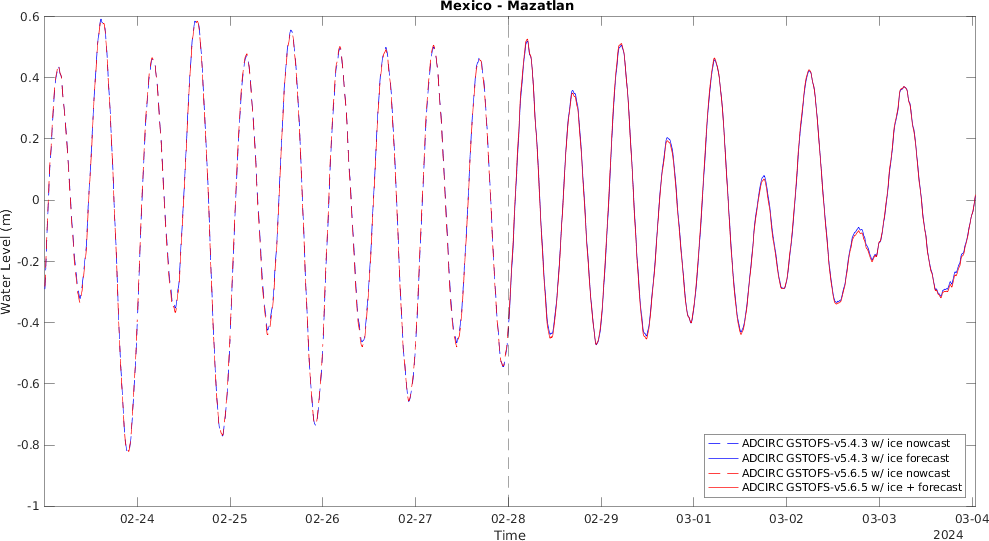 Mexico - Mazatlan
0.6
0.4
0.2
0
-0.2
-0.4
-0.6
-0.8
-1
Water Level (m)
02-24 02-25 02-26 02-27 02-28 02-29 03-01 03-02 03-03 03-04
Time
2024
ADCIRC GSTOFS-v5.4.3 w/ ice nowcast
ADCIRC GSTOFS-v5.4.3 w/ ice forecast
ADCIRC GSTOFS-v5.6.5 w/ ice nowcast
ADCIRC GSTOFS-v5.6.5 w/ ice + forecast